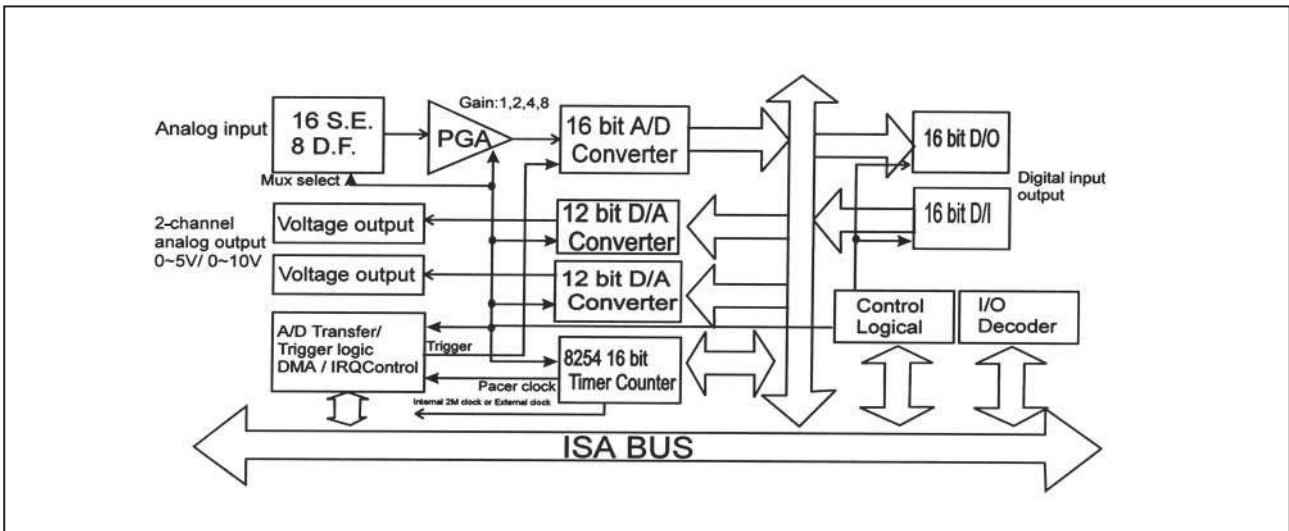 Gain:1,2,4,8
Analog input
16 S.E.
8 D.F.
PGA
16 bit A/D
Converter
16 bit D/O
Mux select
Digital input
output
16 bit D/I
2-channel
analog output
0~5V/ 0~10V
Voltage output
12 bit D/A
Converter
Voltage output
12 bit D/A
Converter
Control
Logical
I/O
Decoder
A/D Transfer/
Trigger logic
DMA / IRQControl
Trigger
8254 16 bit
Timer Counter
Pacer clock
Internal 2M clock or External clock
ISA BUS